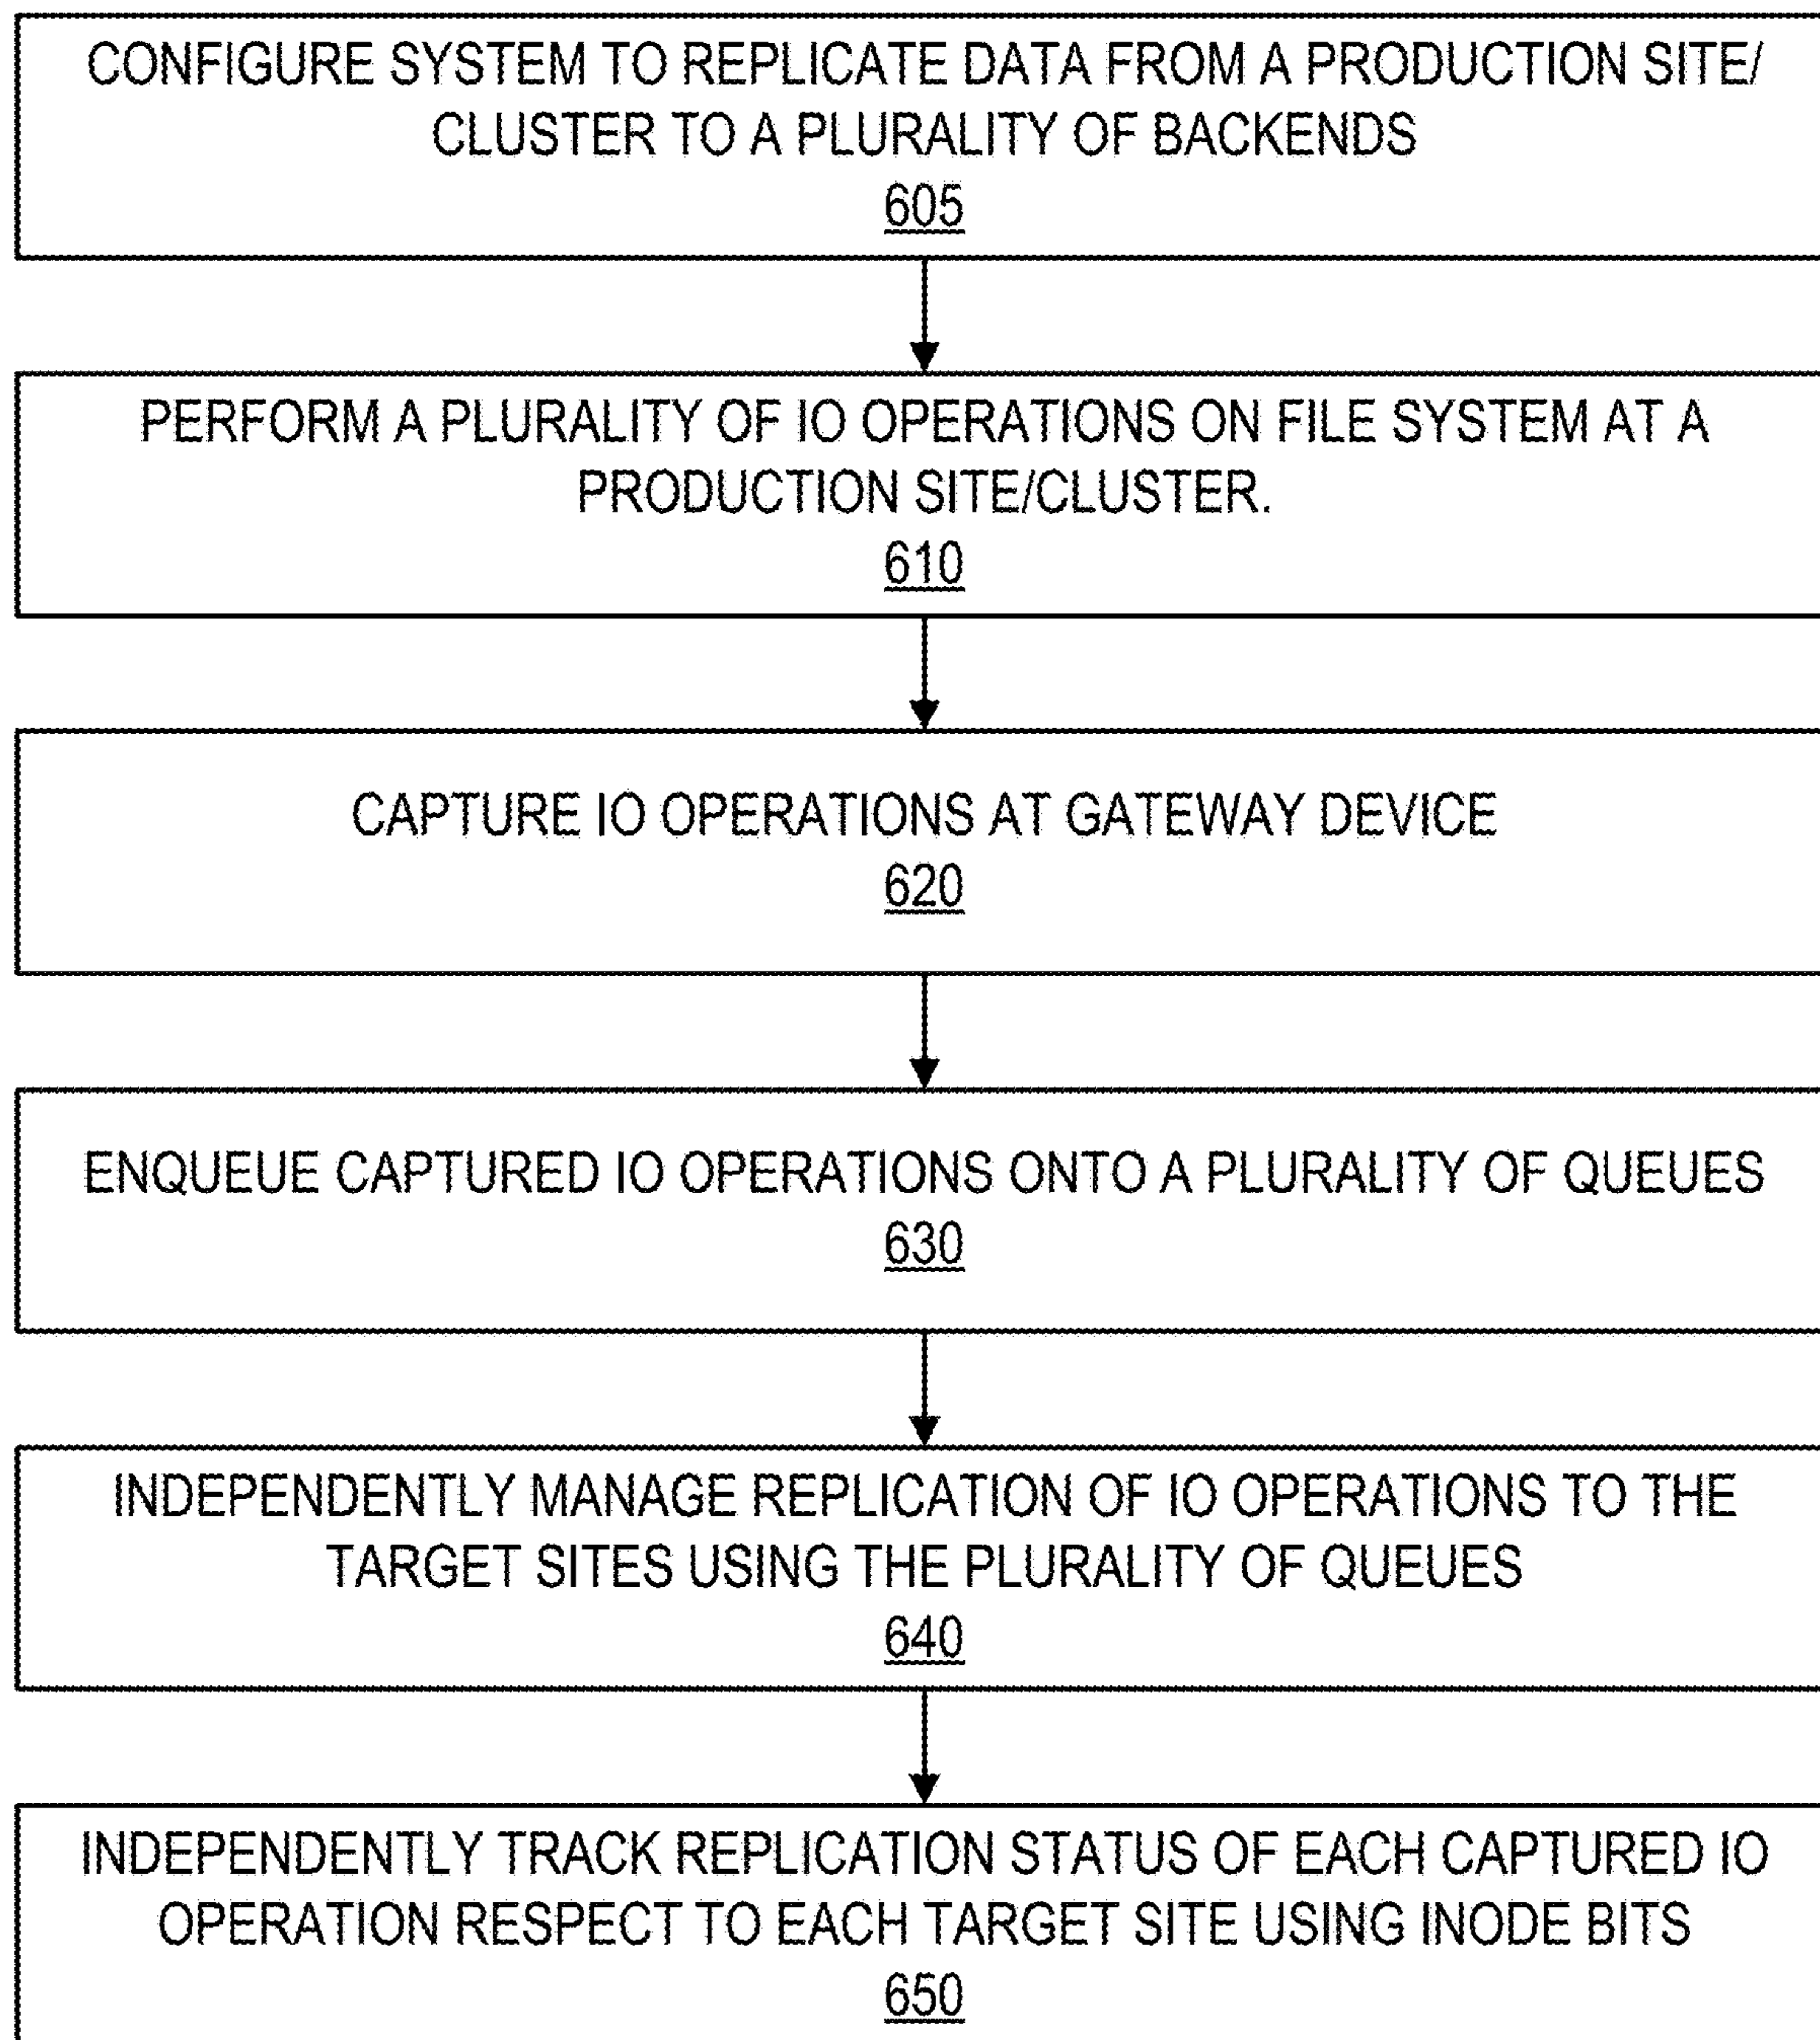 CONFIGURE SYSTEM TO REPLICATE DATA FROM A PRODUCTION SITE/
CLUSTER TO A PLURALITY OF BACKENDS
605
PERFORM A PLURALITY OF IO OPERATIONS ON FILE SYSTEM AT A
PRODUCTION SITE/CLUSTER.
610
CAPTURE IO OPERATIONS AT GATEWAY DEVICE
620
ENQUEUE CAPTURED IO OPERATIONS ONTO A PLURALITY OF QUEUES
630
INDEPENDENTLY MANAGE REPLICATION OF IO OPERATIONS TO THE
TARGET SITES USING THE PLURALITY OF QUEUES
640
INDEPENDENTLY TRACK REPLICATION STATUS OF EACH CAPTURED IO
OPERATION RESPECT TO EACH TARGET SITE USING INODE BITS
650